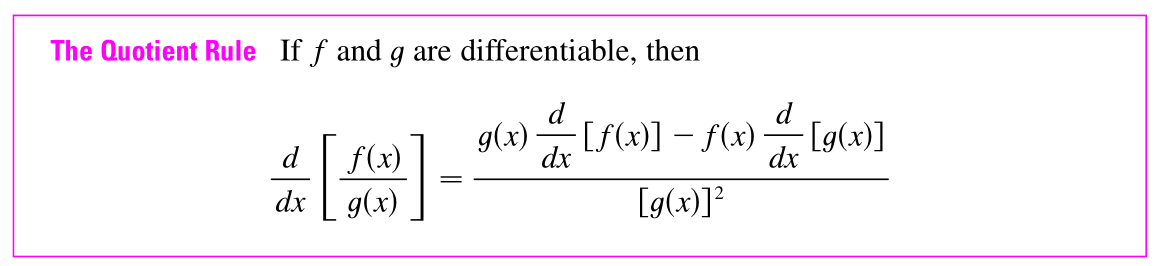 The Quotient Rule If f and g are differentiable, then
d/dx [f(x)/g(x)] = (g(x) d/dx [f(x)] − f(x) d/dx [g(x)]) / [g(x)]²